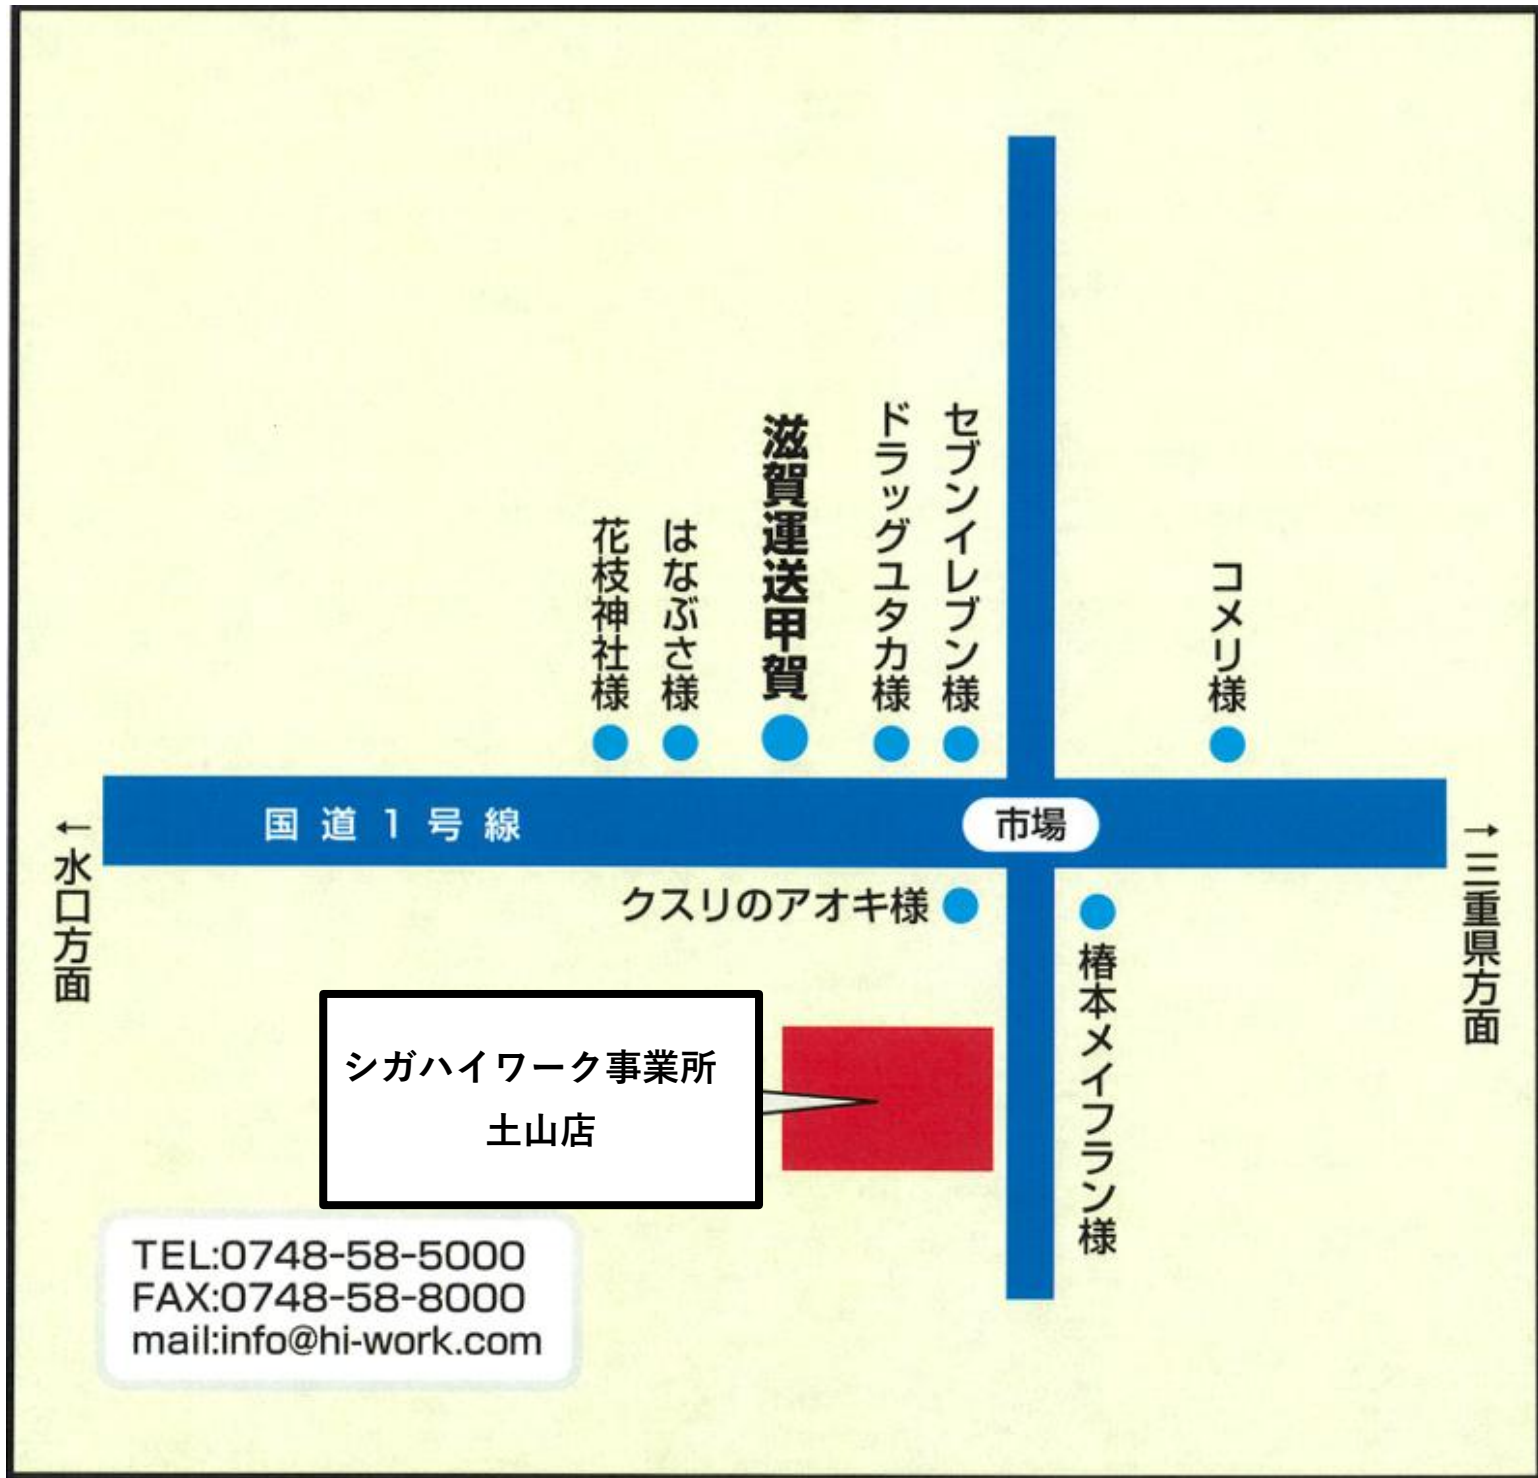 花枝神社様
はなぶさ様
滋賀運送甲賀
ドラッグユタカ様
セブンイレブン様
コメリ様
国道1号線
市場
←水口方面
→三重県方面
クスリのアオキ様
椿本メイフラン様
シガハイワーク事業所
土山店
TEL:0748-58-5000
FAX:0748-58-8000
mail:info@hi-work.com